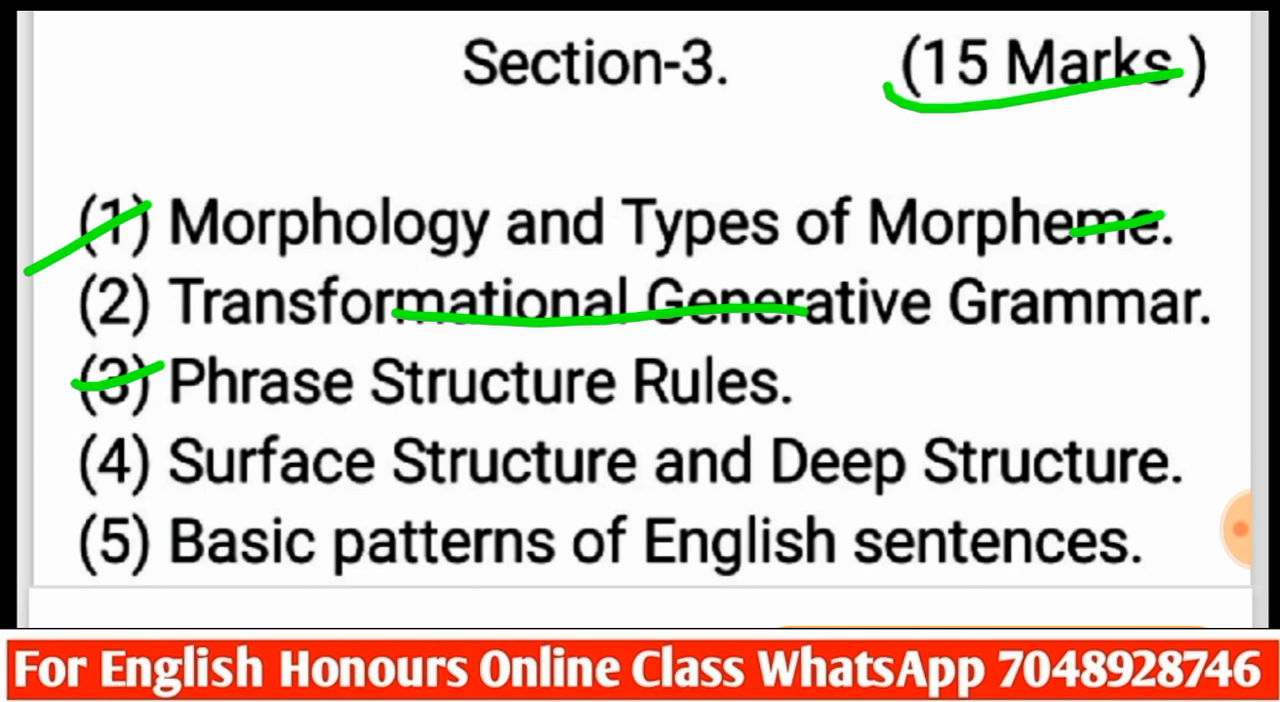 Section-3. (15 Marks )
(1) Morphology and Types of Morpheme.
(2) Transformational Generative Grammar.
(3) Phrase Structure Rules.
(4) Surface Structure and Deep Structure.
(5) Basic patterns of English sentences.
For English Honours Online Class WhatsApp 7048928746